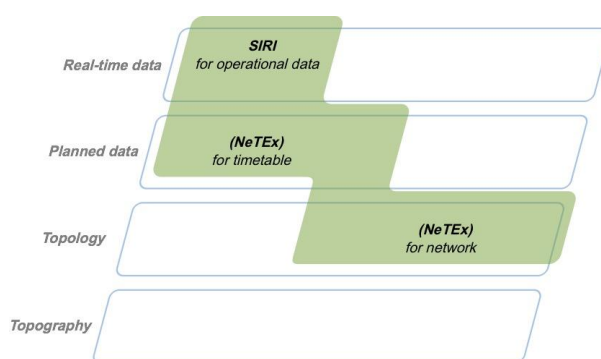 Real-time data
SIRI
for operational data
Planned data
(NeTEx)
for timetable
Topology
(NeTEx)
for network
Topography